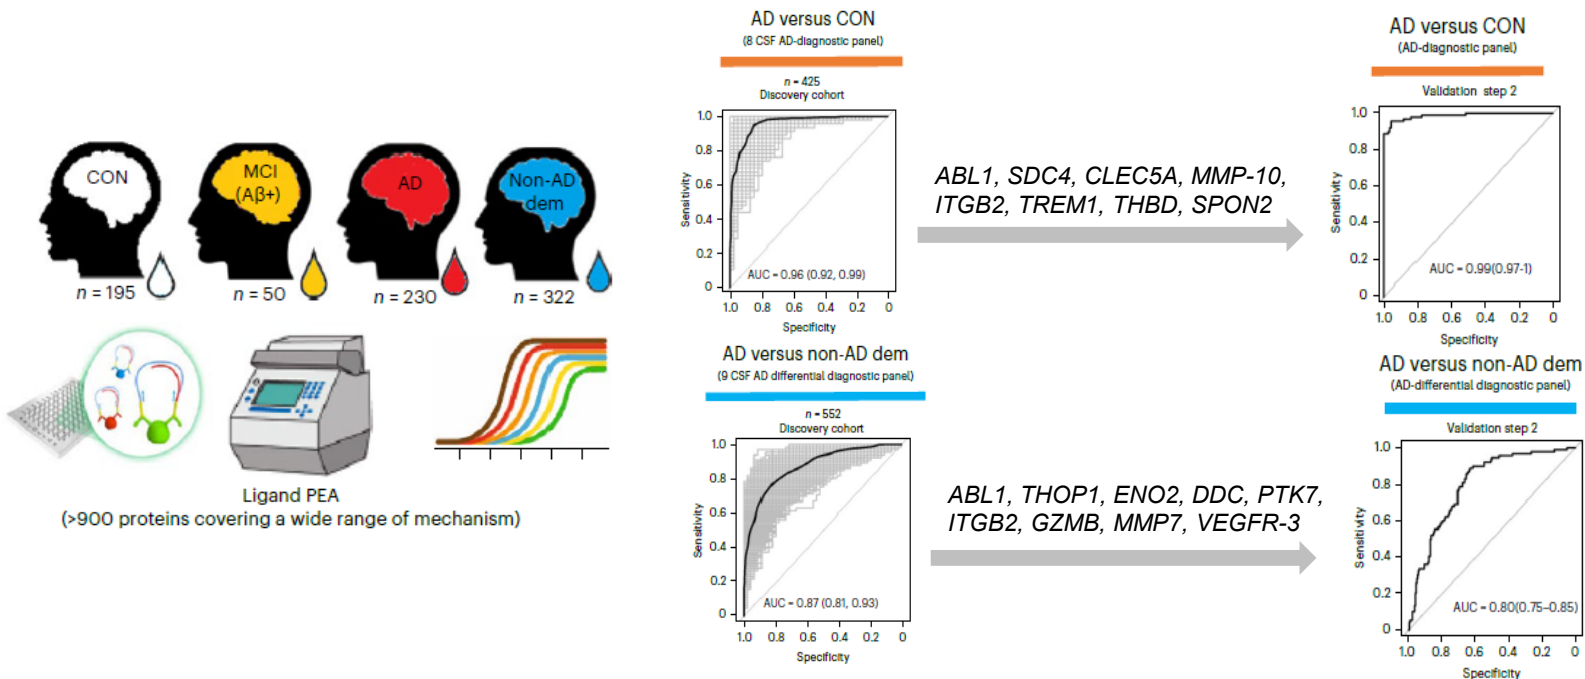 CON
MCI
(Aβ+)
AD
Non-AD
dem
n = 195
n = 50
n = 230
n = 322
Ligand PEA
(>900 proteins covering a wide range of mechanism)
AD versus CON
(8 CSF AD-diagnostic panel)
n = 425
Discovery cohort
1.0
0.8
0.6
0.4
0.2
0
Sensitivity
AUC = 0.96 (0.92, 0.99)
1.0 0.8 0.6 0.4 0.2 0
Specificity
ABL1, SDC4, CLEC5A, MMP-10,
ITGB2, TREM1, THBD, SPON2
AD versus CON
(AD-diagnostic panel)
Validation step 2
1.0
0.8
0.6
0.4
0.2
0
Sensitivity
AUC = 0.99(0.97-1)
1.0 0.8 0.6 0.4 0.2 0
Specificity
AD versus non-AD dem
(9 CSF AD differential diagnostic panel)
n = 552
Discovery cohort
1.0
0.8
0.6
0.4
0.2
0
Sensitivity
AUC = 0.87 (0.81, 0.93)
1.0 0.8 0.6 0.4 0.2 0
Specificity
ABL1, THOP1, ENO2, DDC, PTK7,
ITGB2, GZMB, MMP7, VEGFR-3
AD versus non-AD dem
(AD-differential diagnostic panel)
Validation step 2
1.0
0.8
0.6
0.4
0.2
0
Sensitivity
AUC = 0.80(0.75–0.85)
1.0 0.8 0.6 0.4 0.2 0
Specificity